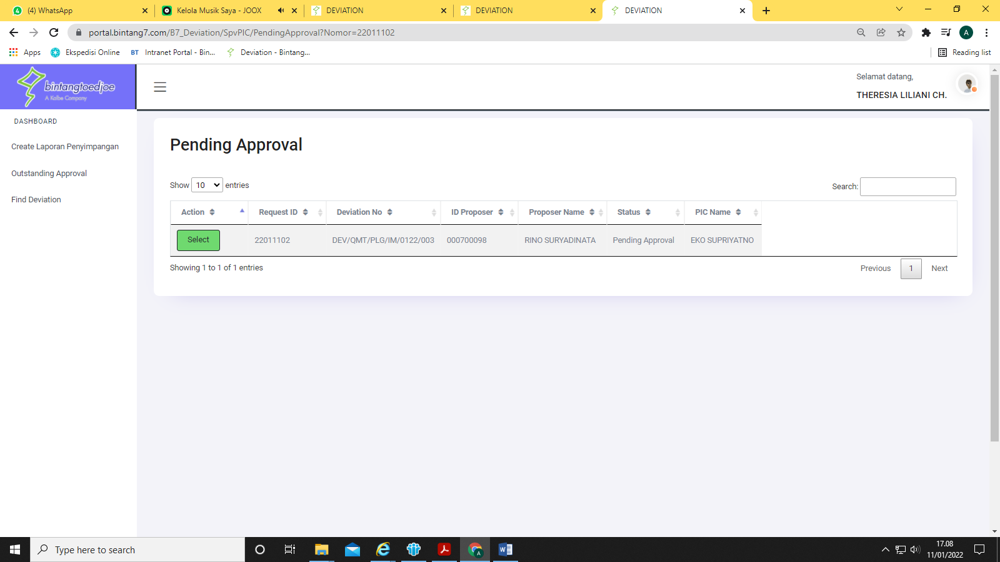 (4) WhatsApp
Kelola Musik Saya - JOOX
DEVIATION
DEVIATION
DEVIATION
portal.bintang7.com/B7_Deviation/SpvPIC/PendingApproval?Nomor=22011102
A
Apps
Ekspedisi Online
BT Intranet Portal - Bin...
Deviation - Bintang...
Reading list
bintangtoedjoe
A Kalbe Company
Selamat datang,
THERESIA LILIANI CH.
DASHBOARD
Create Laporan Penyimpangan
Outstanding Approval
Find Deviation
Pending Approval
Show 10 entries
Search:
Action Request ID Deviation No ID Proposer Proposer Name Status PIC Name
Select 22011102 DEV/QMT/PLG/IM/0122/003 000700098 RINO SURYADINATA Pending Approval EKO SUPRIYATNO
Showing 1 to 1 of 1 entries
Previous 1 Next
Type here to search
17.08
11/01/2022